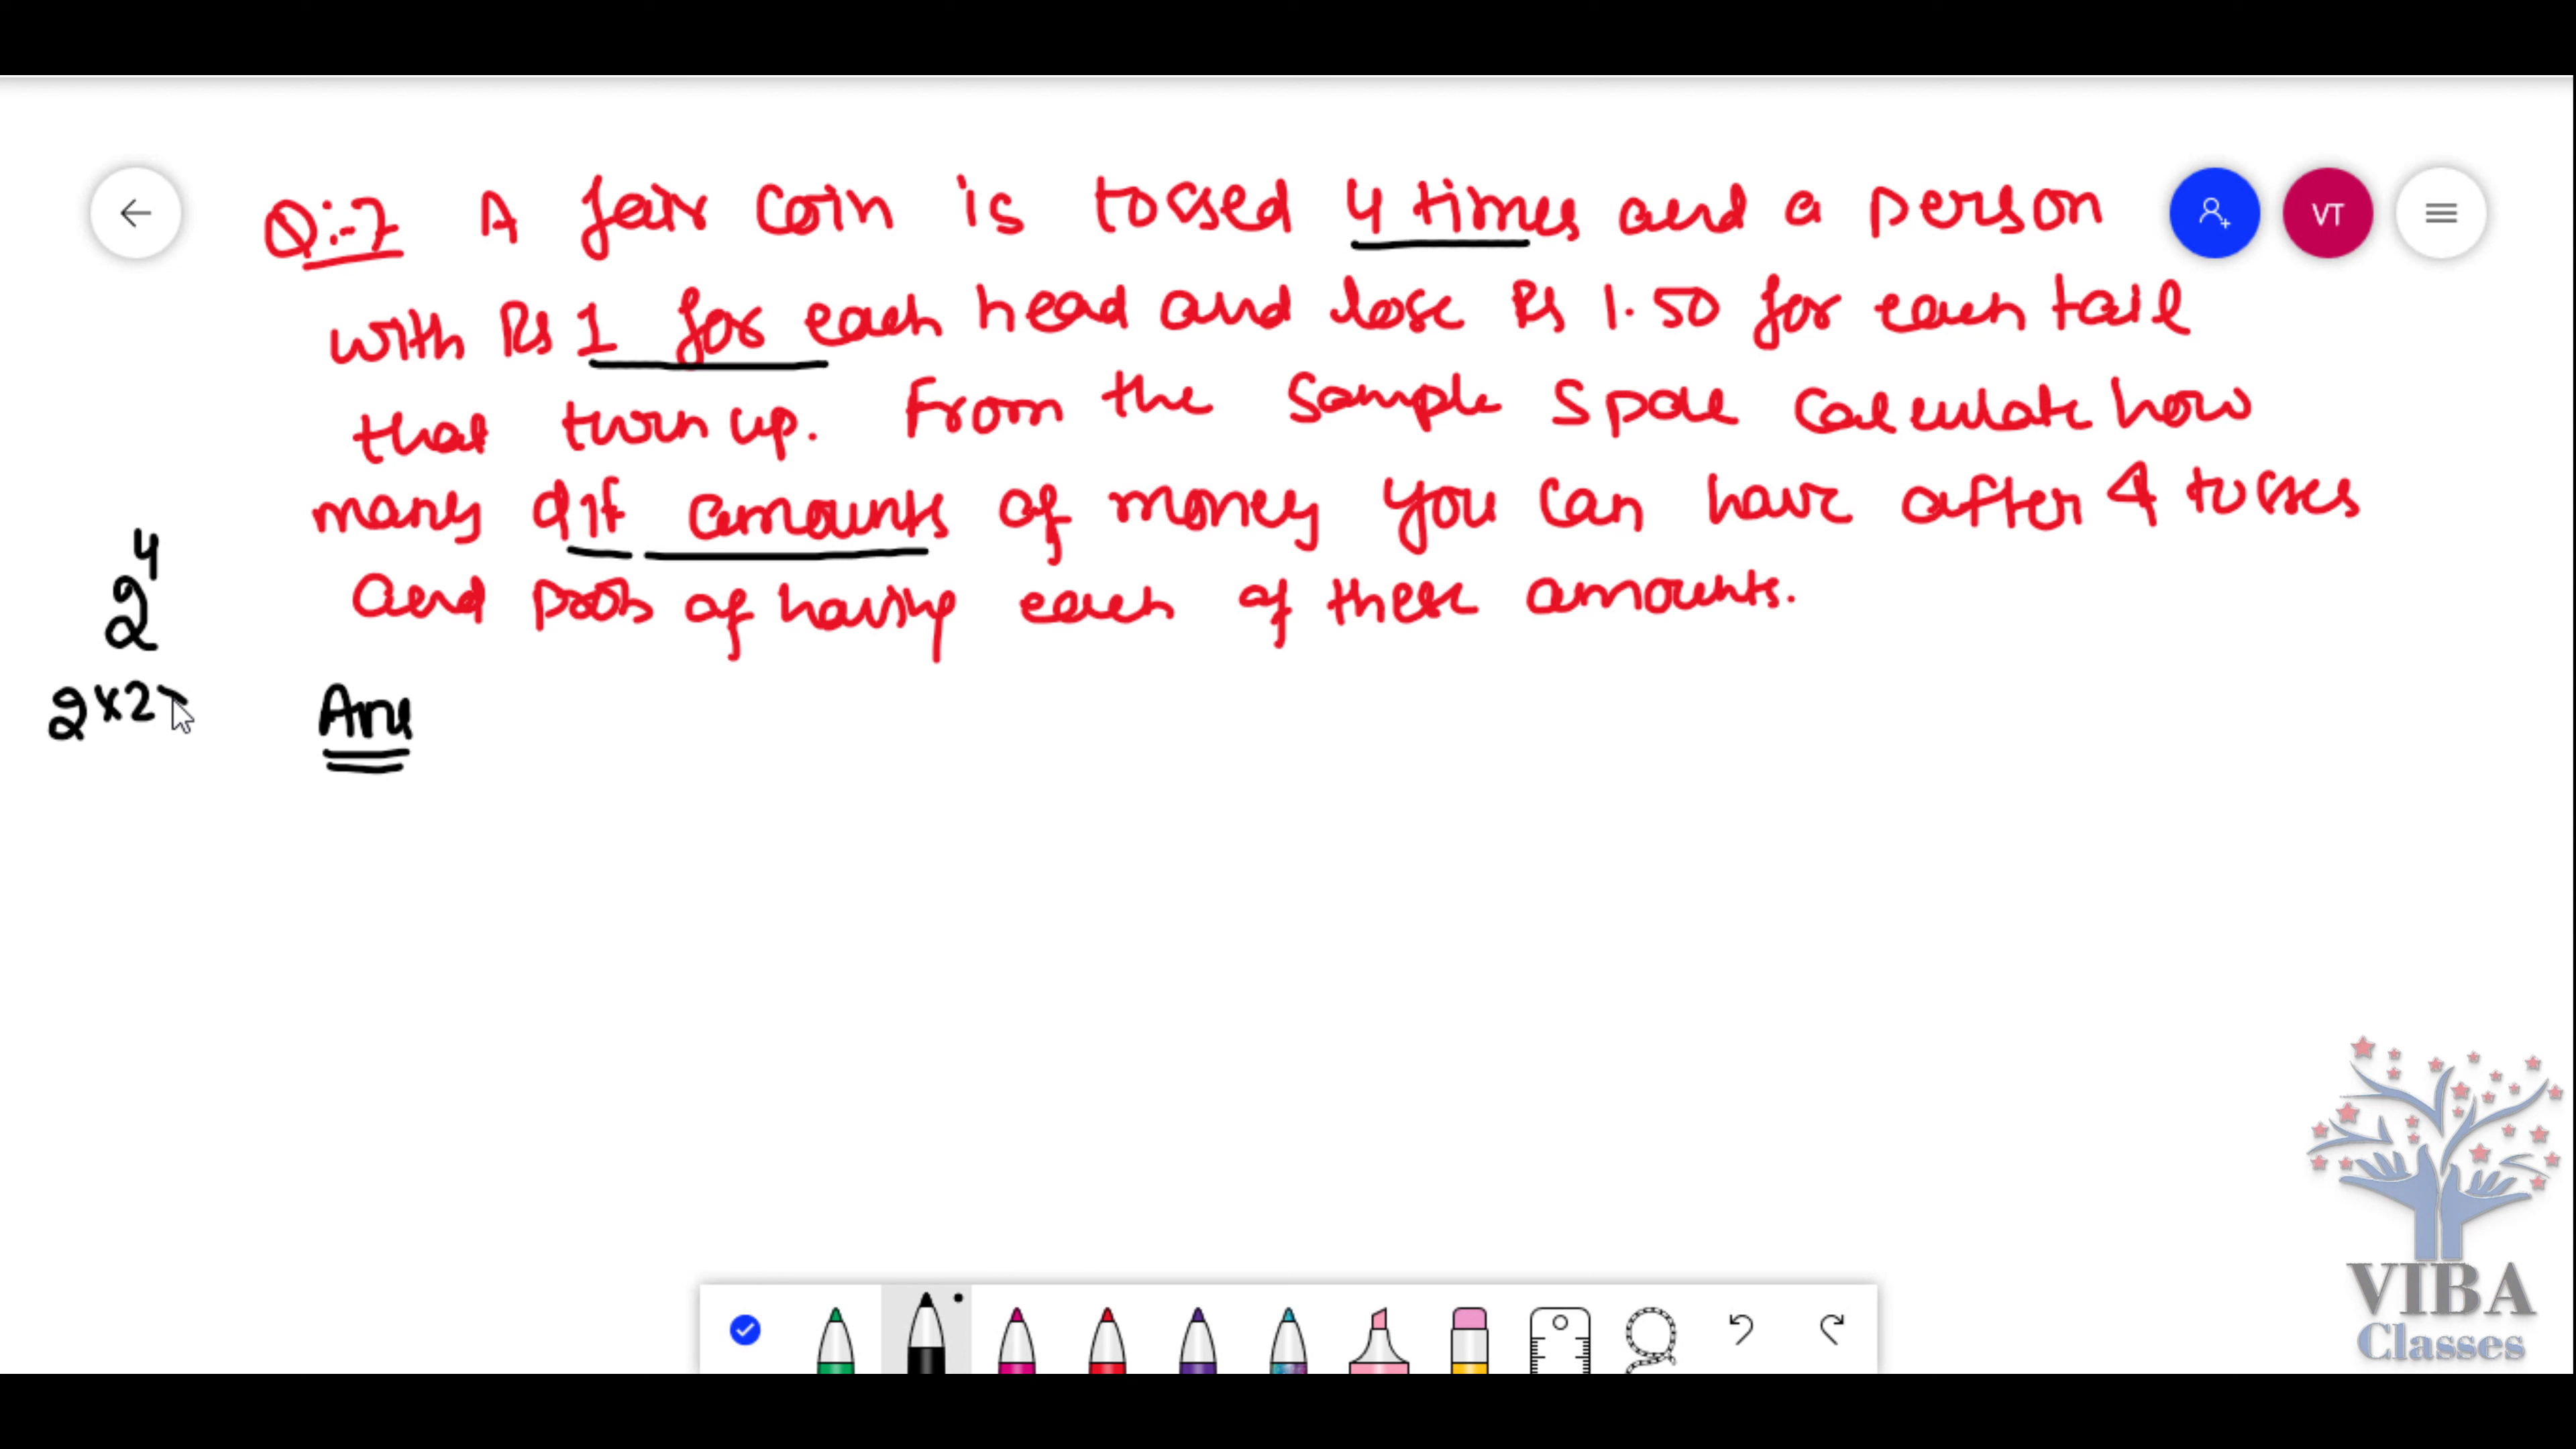 Q:-7 A fair coin is tossed 4 times and a person
VT
with Rs 1 for each head and lose Rs 1.50 for each tail
that turn up. From the Sample Space Calculate how
many dif amounts of money you can have after 4 tosses
and prob of having each of these amounts.
2^4
2×2×
Ans
VIBA
Classes